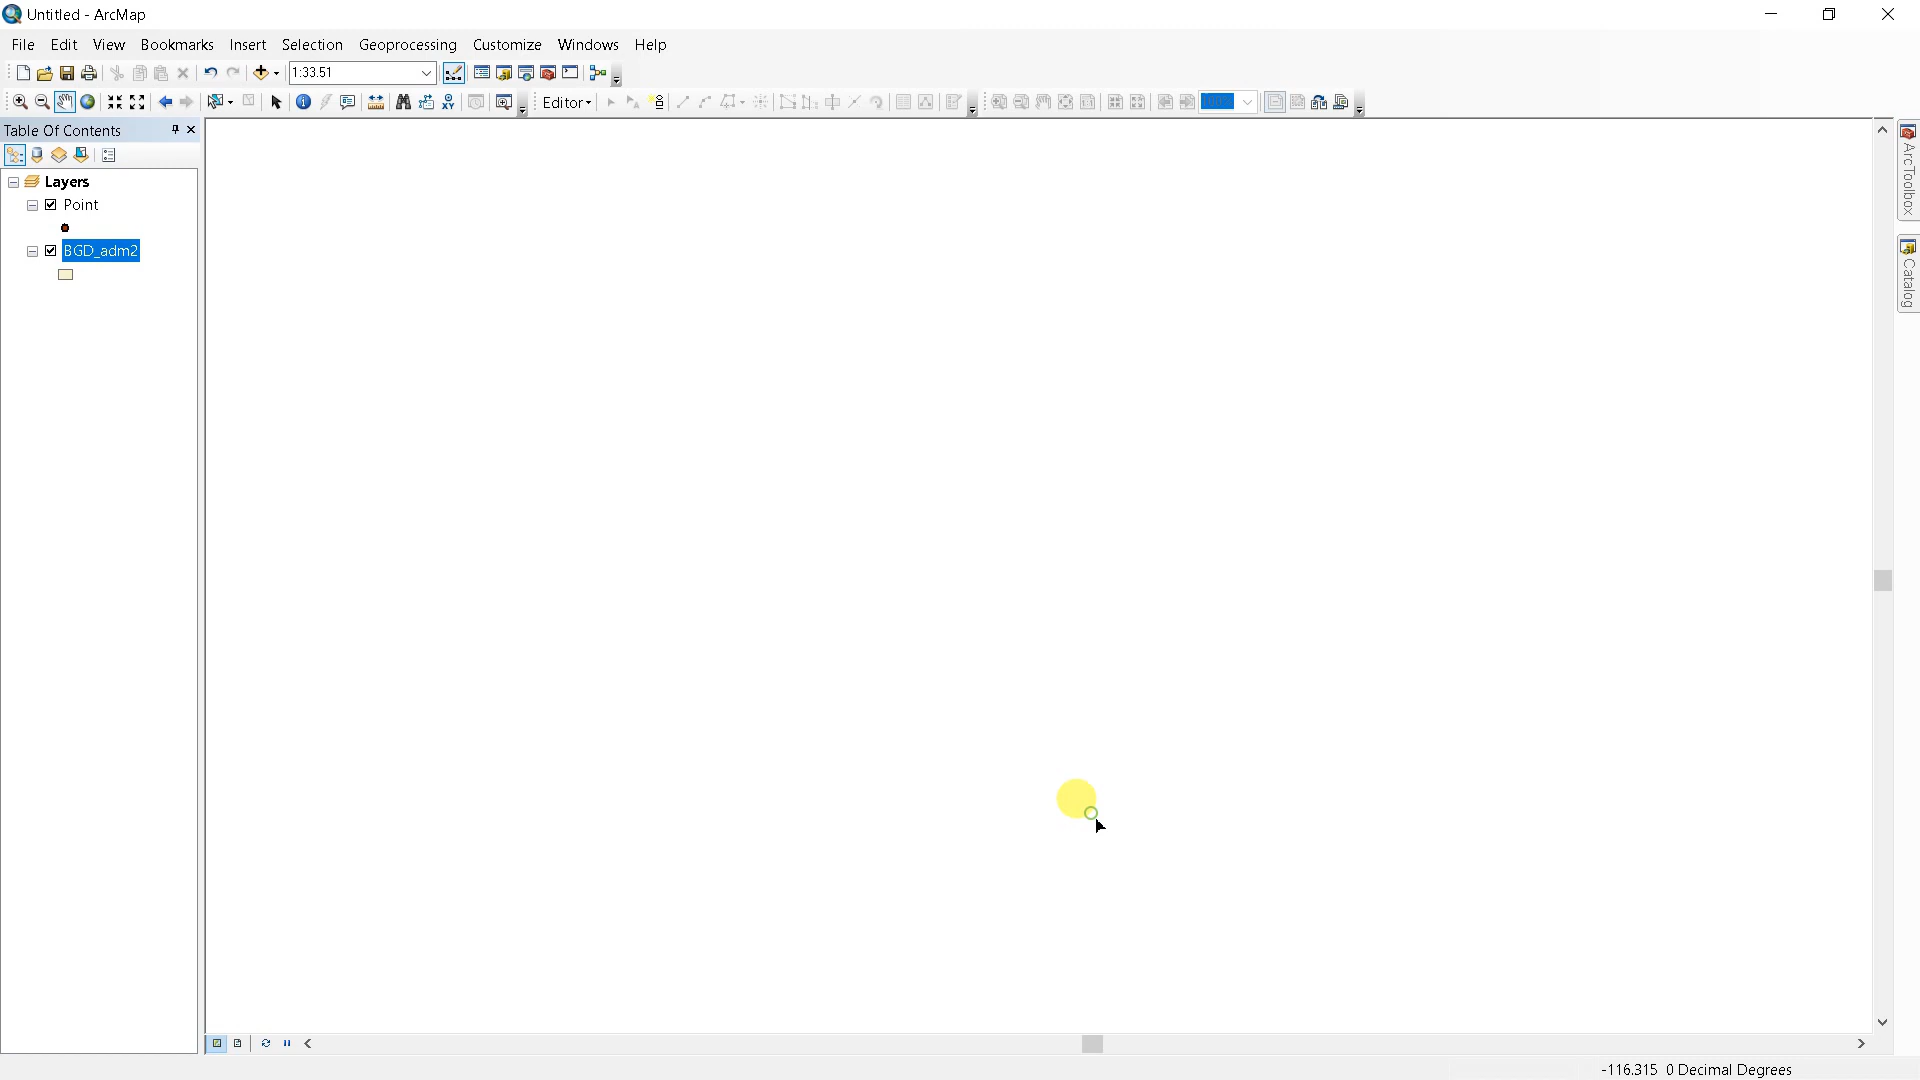 Untitled - ArcMap
File Edit View Bookmarks Insert Selection Geoprocessing Customize Windows Help
1:33.51
Editor
100%
Table Of Contents
Layers
Point
BGD_adm2
ArcToolbox
Catalog
-116.315 0 Decimal Degrees